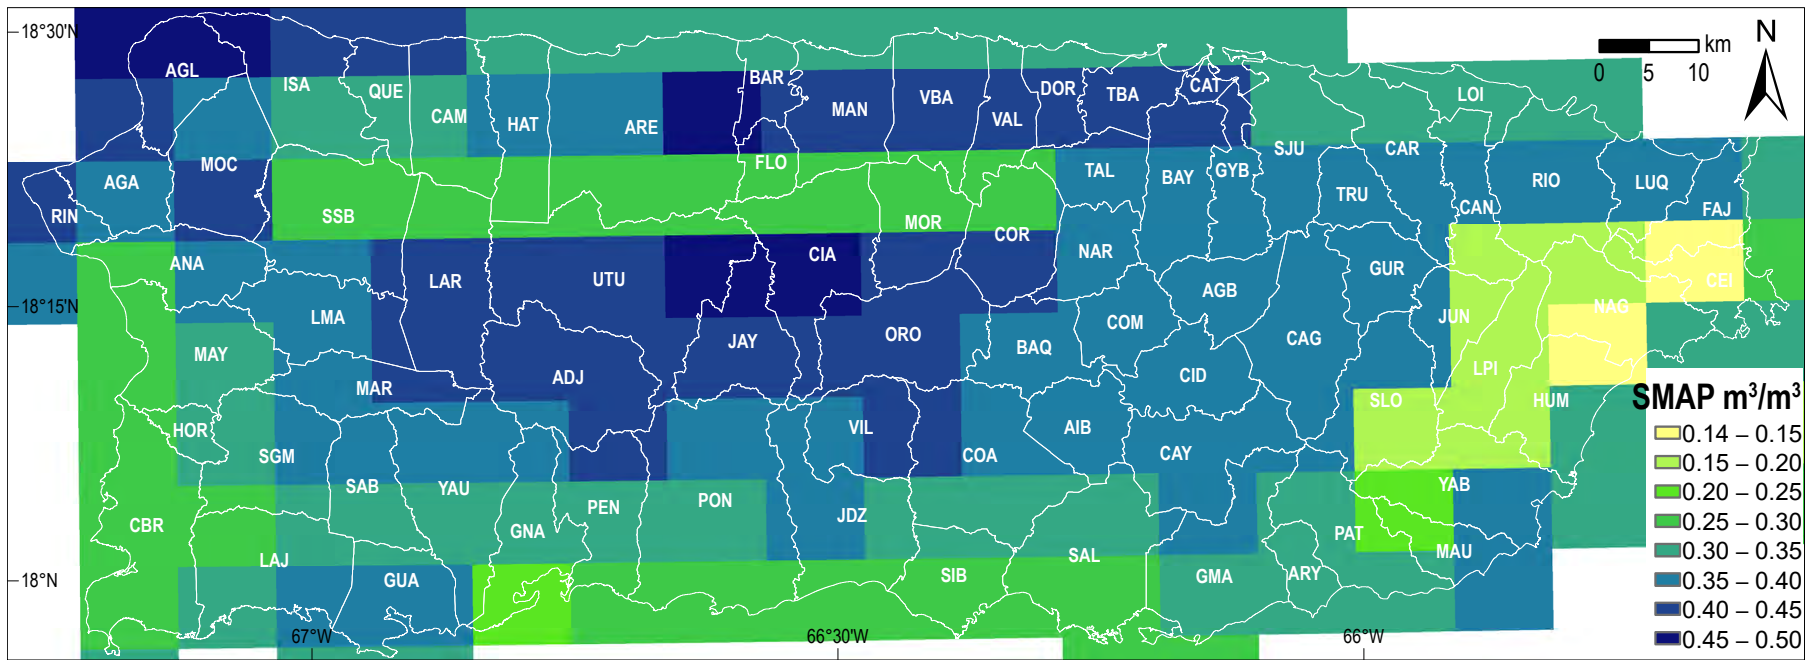 18°30'N
N
km
0 5 10
AGL
ISA
QUE
CAM
HAT
ARE
BAR
MAN
VBA
VAL
DOR
TBA
CAT
LOI
MOC
AGA
RIN
SSB
FLO
MOR
COR
TAL
BAY
GYB
SJU
CAR
TRU
CAN
RIO
LUQ
FAJ
ANA
LAR
UTU
CIA
NAR
AGB
GUR
CEI
NAG
18°15'N
LMA
MAY
MAR
ADJ
JAY
ORO
BAQ
COM
CID
CAG
JUN
LPI
SLO
HUM
HOR
SGM
SAB
YAU
VIL
COA
AIB
CAY
YAB
CBR
LAJ
GNA
PEN
PON
JDZ
SAL
PAT
MAU
18°N
GUA
SIB
GMA
ARY
67°W
66°30'W
66°W
SMAP m³/m³
0.14 – 0.15
0.15 – 0.20
0.20 – 0.25
0.25 – 0.30
0.30 – 0.35
0.35 – 0.40
0.40 – 0.45
0.45 – 0.50